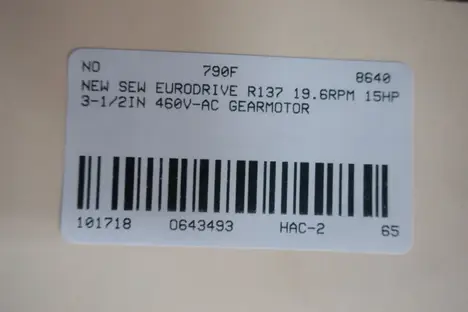 NO 790F 8640
NEW SEW EURODRIVE R137 19.6RPM 15HP
3-1/2IN 460V-AC GEARMOTOR
101718 O643493 HAC-2 65